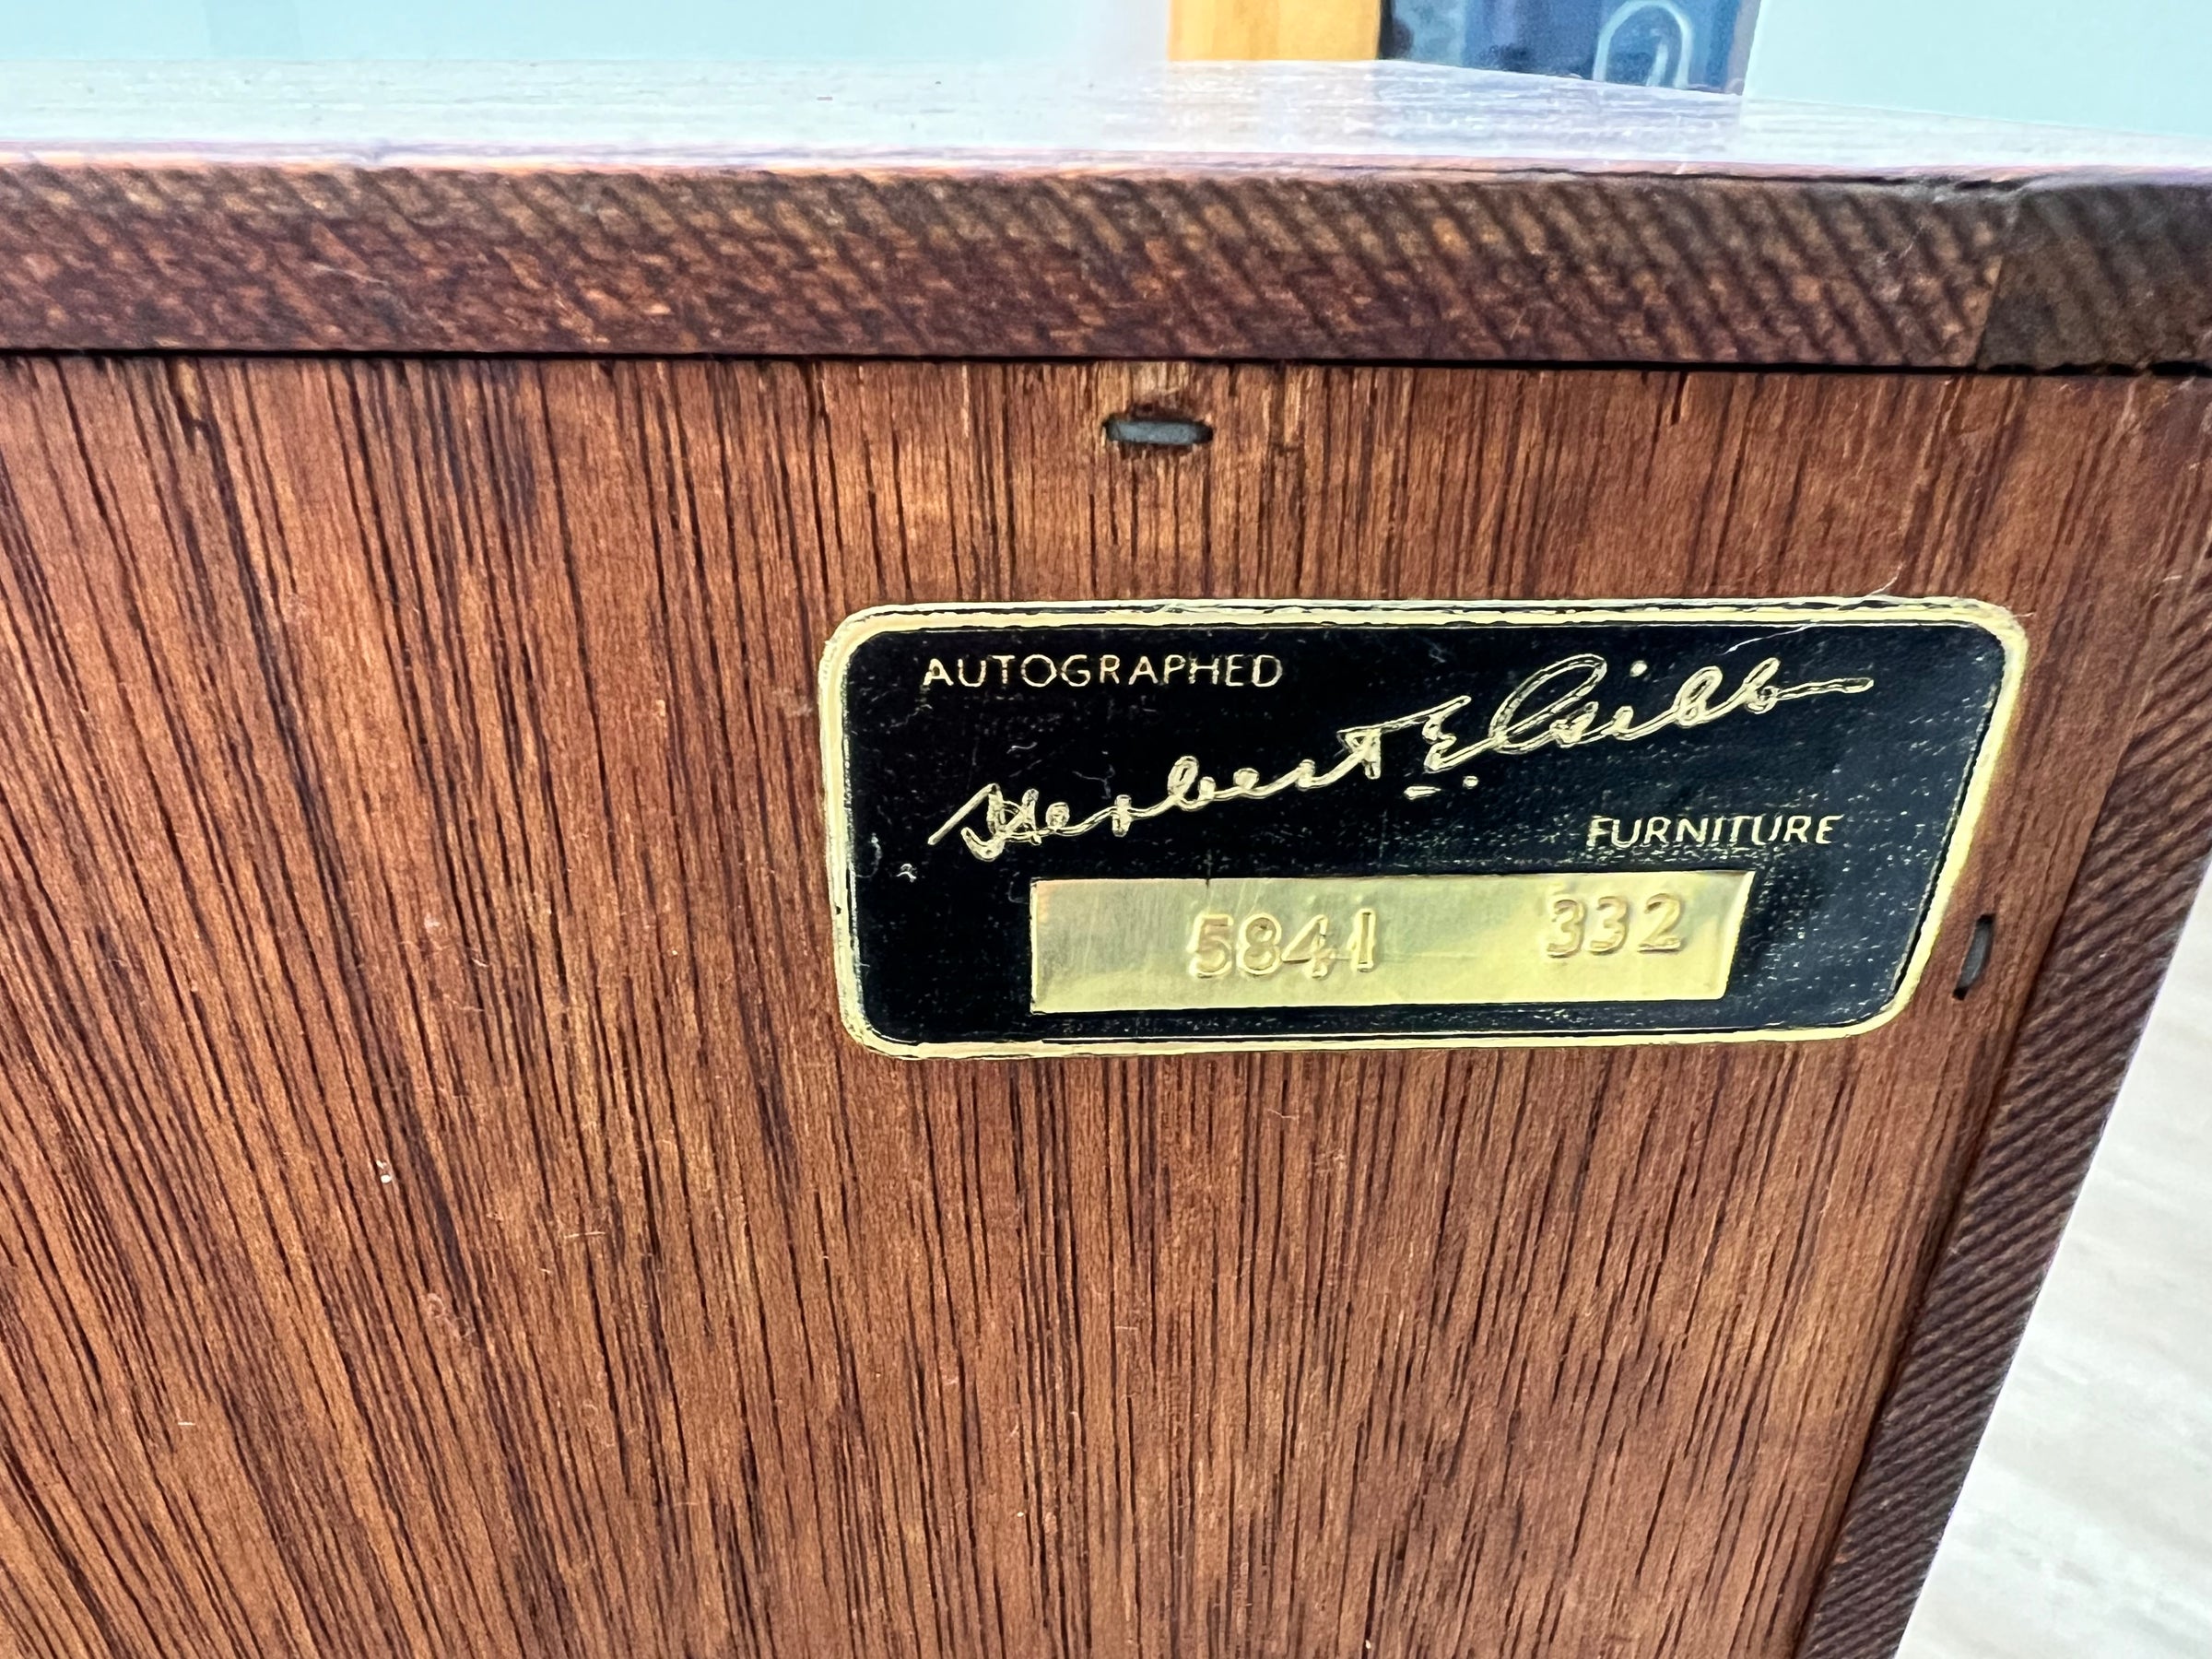 AUTOGRAPHED
Herbert E. Gibbs
FURNITURE
5841 332